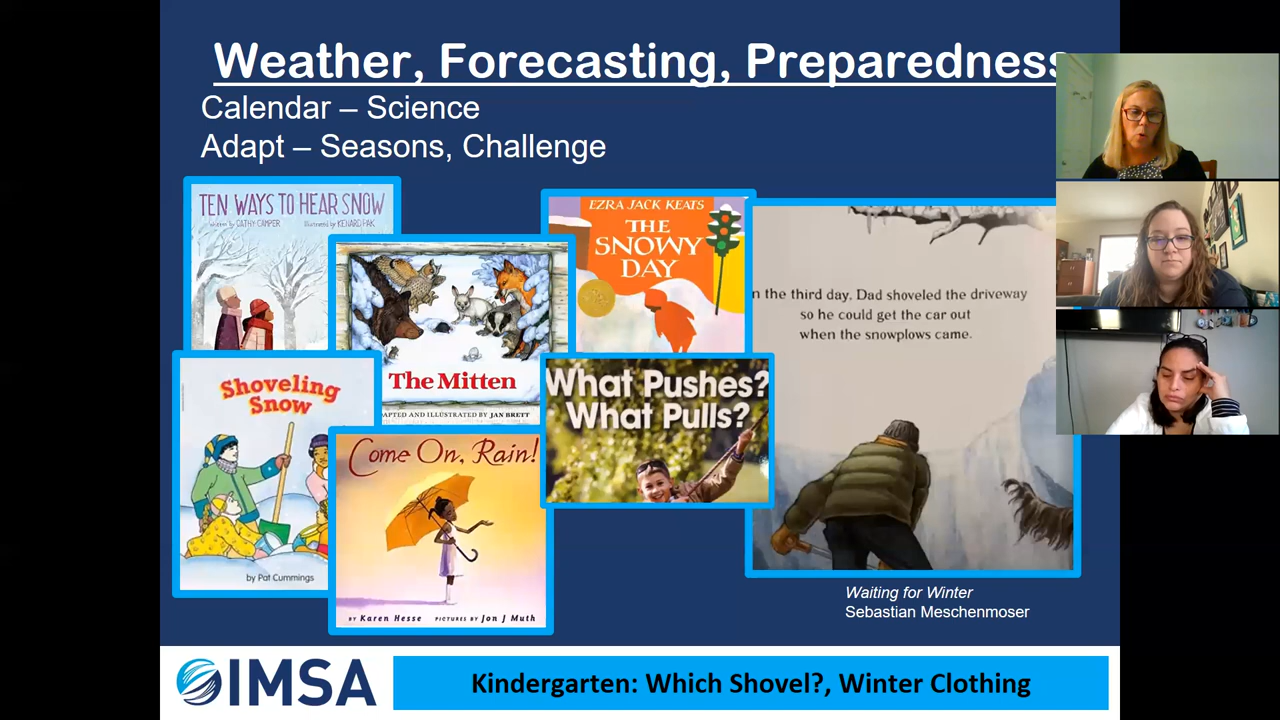 Weather, Forecasting, Preparedness
Calendar – Science
Adapt – Seasons, Challenge
TEN WAYS TO HEAR SNOW
written by CATHY CAMPER
illustrated by KENARD PAK
The Mitten
ADAPTED AND ILLUSTRATED BY JAN BRETT
EZRA JACK KEATS
THE
SNOWY
DAY
n the third day, Dad shoveled the driveway
so he could get the car out
when the snowplows came.
Shoveling
Snow
by Pat Cummings
Come On, Rain!
BY Karen Hesse PICTURES BY Jon J Muth
What Pushes?
What Pulls?
Waiting for Winter
Sebastian Meschenmoser
IMSA
Kindergarten: Which Shovel?, Winter Clothing